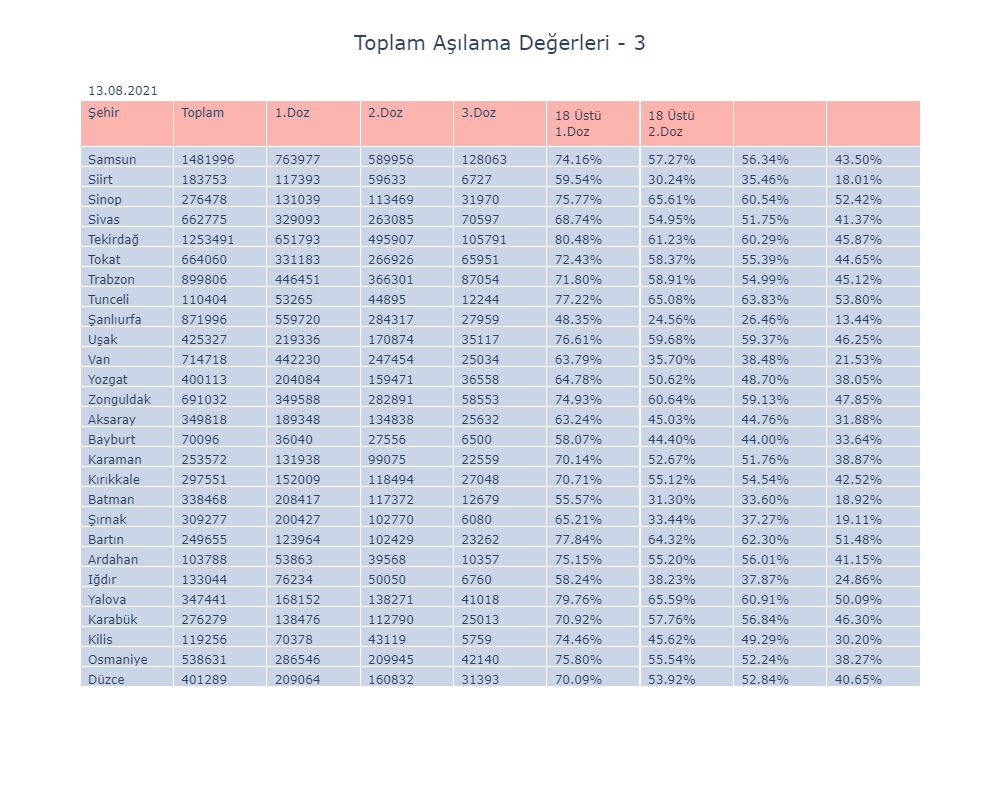 Toplam Aşılama Değerleri - 3
13.08.2021
Şehir Toplam 1.Doz 2.Doz 3.Doz 18 Üstü 1.Doz 18 Üstü 2.Doz
Samsun 1481996 763977 589956 128063 74.16% 57.27% 56.34% 43.50%
Siirt 183753 117393 59633 6727 59.54% 30.24% 35.46% 18.01%
Sinop 276478 131039 113469 31970 75.77% 65.61% 60.54% 52.42%
Sivas 662775 329093 263085 70597 68.74% 54.95% 51.75% 41.37%
Tekirdağ 1253491 651793 495907 105791 80.48% 61.23% 60.29% 45.87%
Tokat 664060 331183 266926 65951 72.43% 58.37% 55.39% 44.65%
Trabzon 899806 446451 366301 87054 71.80% 58.91% 54.99% 45.12%
Tunceli 110404 53265 44895 12244 77.22% 65.08% 63.83% 53.80%
Şanlıurfa 871996 559720 284317 27959 48.35% 24.56% 26.46% 13.44%
Uşak 425327 219336 170874 35117 76.61% 59.68% 59.37% 46.25%
Van 714718 442230 247454 25034 63.79% 35.70% 38.48% 21.53%
Yozgat 400113 204084 159471 36558 64.78% 50.62% 48.70% 38.05%
Zonguldak 691032 349588 282891 58553 74.93% 60.64% 59.13% 47.85%
Aksaray 349818 189348 134838 25632 63.24% 45.03% 44.76% 31.88%
Bayburt 70096 36040 27556 6500 58.07% 44.40% 44.00% 33.64%
Karaman 253572 131938 99075 22559 70.14% 52.67% 51.76% 38.87%
Kırıkkale 297551 152009 118494 27048 70.71% 55.12% 54.54% 42.52%
Batman 338468 208417 117372 12679 55.57% 31.30% 33.60% 18.92%
Şırnak 309277 200427 102770 6080 65.21% 33.44% 37.27% 19.11%
Bartın 249655 123964 102429 23262 77.84% 64.32% 62.30% 51.48%
Ardahan 103788 53863 39568 10357 75.15% 55.20% 56.01% 41.15%
Iğdır 133044 76234 50050 6760 58.24% 38.23% 37.87% 24.86%
Yalova 347441 168152 138271 41018 79.76% 65.59% 60.91% 50.09%
Karabük 276279 138476 112790 25013 70.92% 57.76% 56.84% 46.30%
Kilis 119256 70378 43119 5759 74.46% 45.62% 49.29% 30.20%
Osmaniye 538631 286546 209945 42140 75.80% 55.54% 52.24% 38.27%
Düzce 401289 209064 160832 31393 70.09% 53.92% 52.84% 40.65%